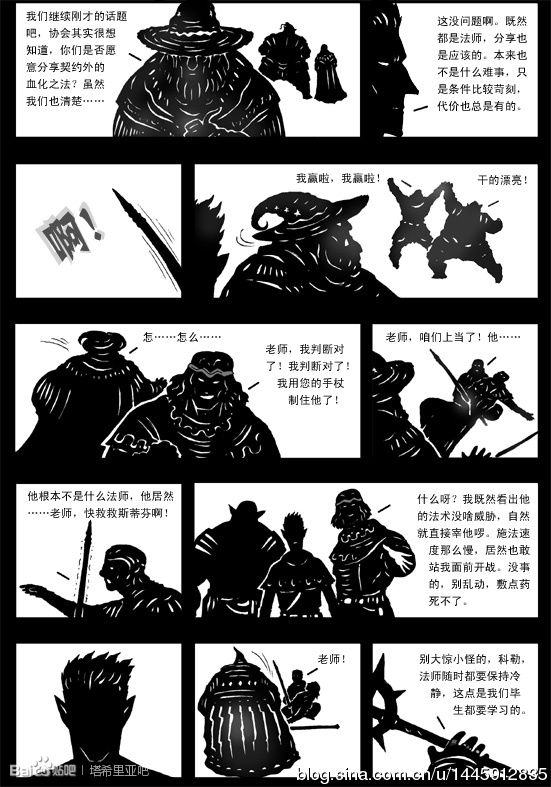 我们继续刚才的话题
吧，协会其实很想
知道，你们是否愿
意分享契约外的
血化之法？虽然
我们也清楚……
这没问题啊。既然
都是法师，分享也
是应该的。本来也
不是什么难事，只
是条件比较苛刻，
代价也总是有的。
我赢啦，我赢啦！
干的漂亮！
怎……怎么……
老师，我判断对
了！我判断对了！
我用您的手杖
制住他了！
老师，咱们上当了！他……
他根本不是什么法师，他居然
……老师，快救救斯蒂芬啊！
什么呀？我既然看出他
的法术没啥威胁，自然
就直接宰他啰。施法速
度那么慢，居然也敢
站我面前开战。没事
的，别乱动，敷点药
死不了。
老师！
别大惊小怪的，科勒，
法师随时都要保持冷
静，这点是我们毕
生都要学习的。
Bai贴吧 | 塔希里亚吧
blog.sina.com.cn/u/1445012835